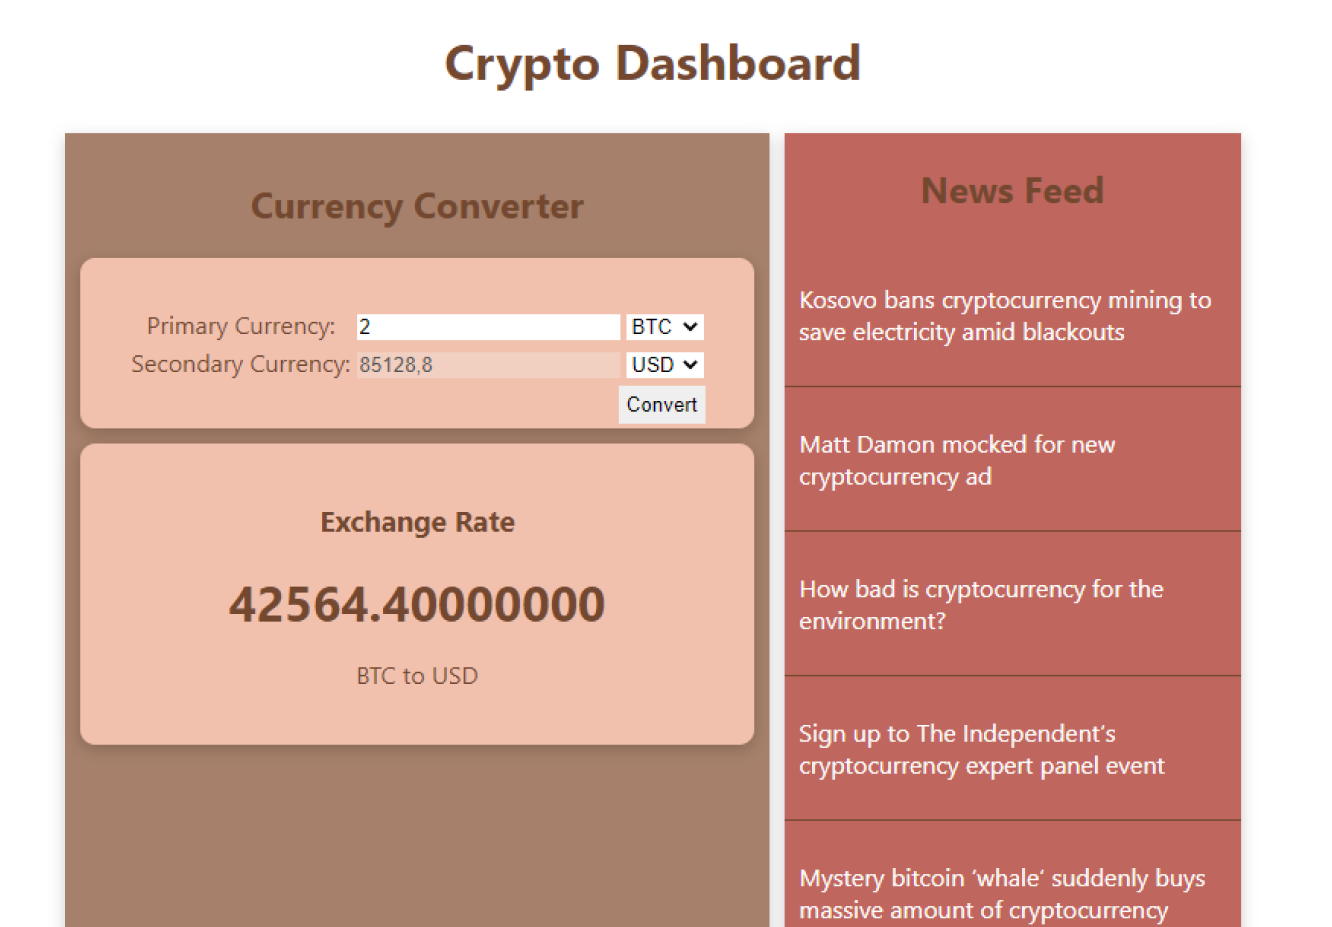 Crypto Dashboard
Currency Converter
Primary Currency: 2 BTC
Secondary Currency: 85128,8 USD
Convert
Exchange Rate
42564.40000000
BTC to USD
News Feed
Kosovo bans cryptocurrency mining to
save electricity amid blackouts
Matt Damon mocked for new
cryptocurrency ad
How bad is cryptocurrency for the
environment?
Sign up to The Independent’s
cryptocurrency expert panel event
Mystery bitcoin ‘whale’ suddenly buys
massive amount of cryptocurrency